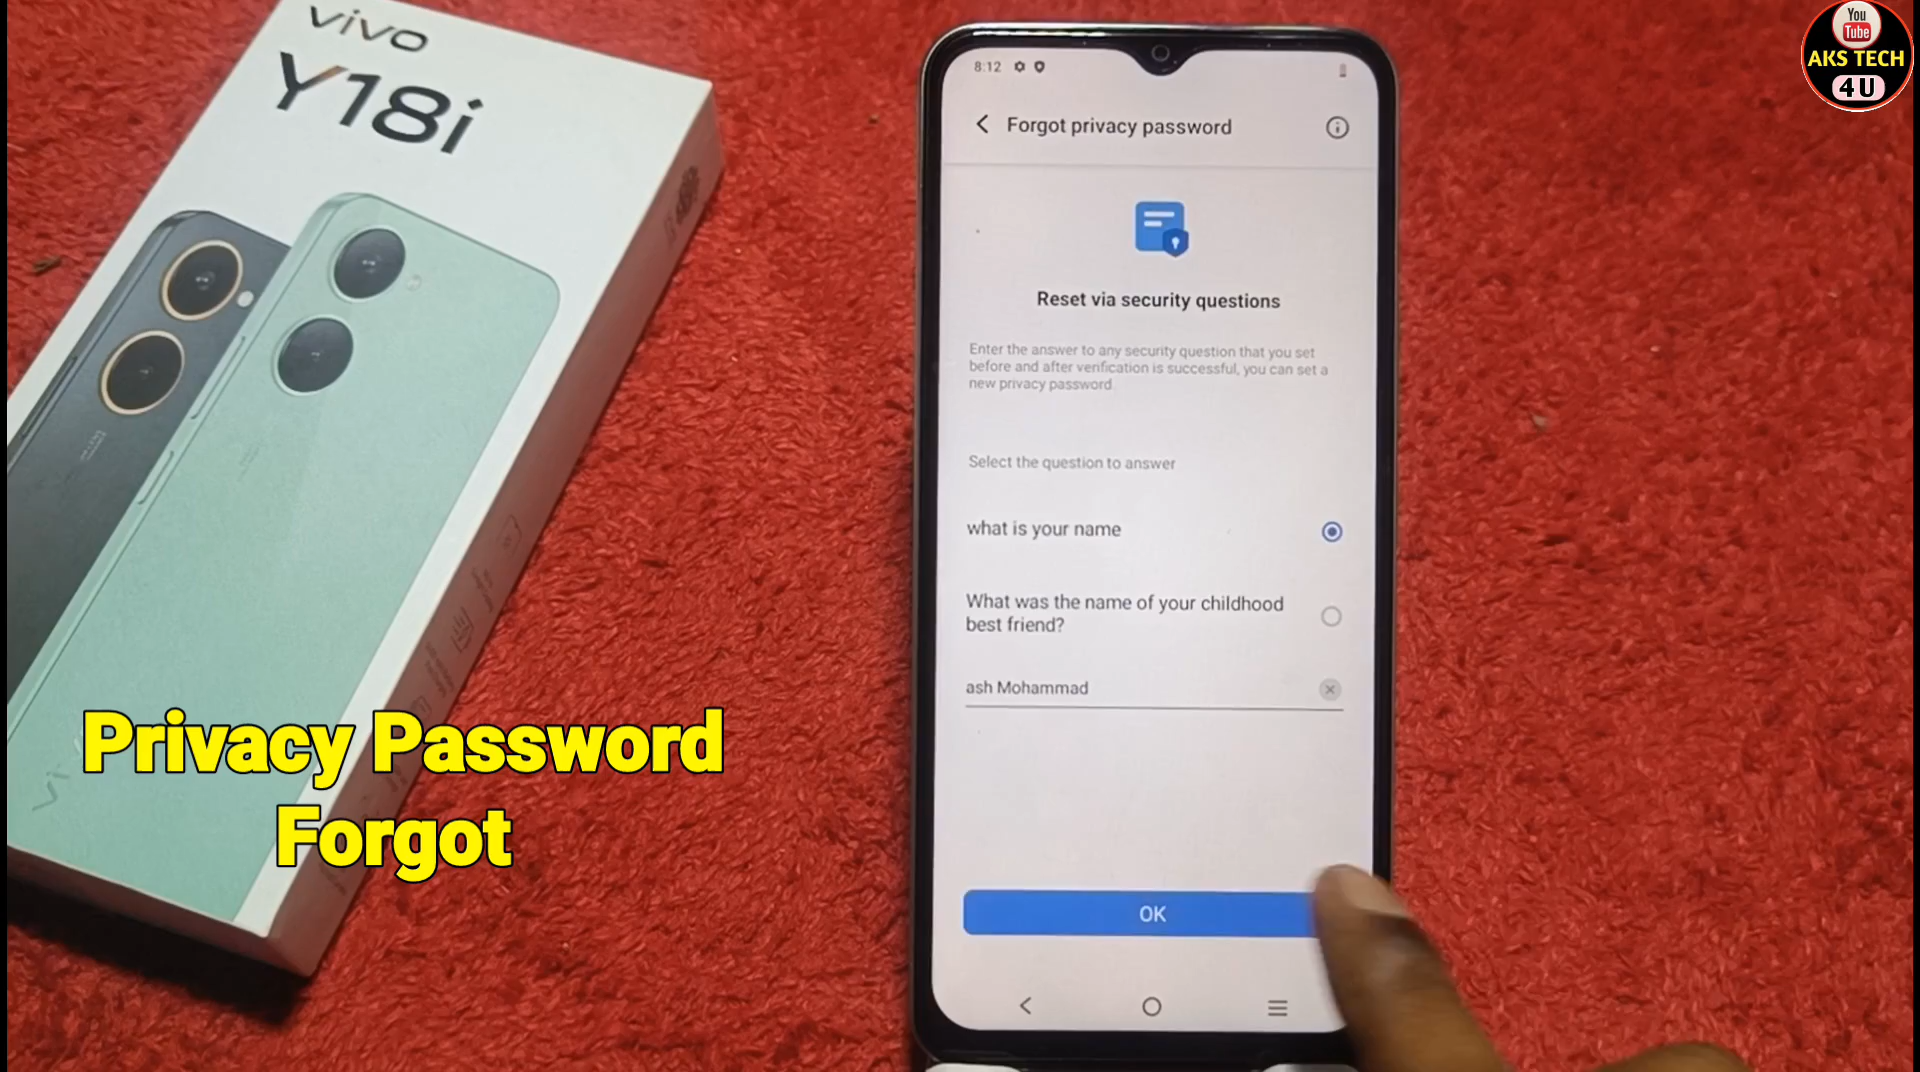 vivo
Y18i
You
Tube
AKS TECH
4U
8:12
Forgot privacy password
Reset via security questions
Enter the answer to any security question that you set
before and after verification is successful, you can set a
new privacy password
Select the question to answer
what is your name
What was the name of your childhood
best friend?
ash Mohammad
OK
Privacy Password
Forgot